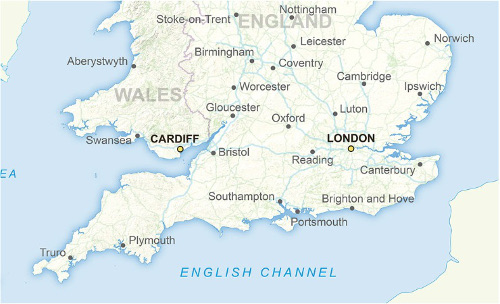 Nottingham
Stoke-on-Trent
ENGLAND
Norwich
Leicester
Birmingham
Aberystwyth
Coventry
Cambridge
Worcester
Ipswich
WALES
Gloucester
Luton
Oxford
Swansea
CARDIFF
LONDON
Bristol
Reading
Canterbury
EA
Southampton
Brighton and Hove
Portsmouth
Plymouth
Truro
ENGLISH CHANNEL